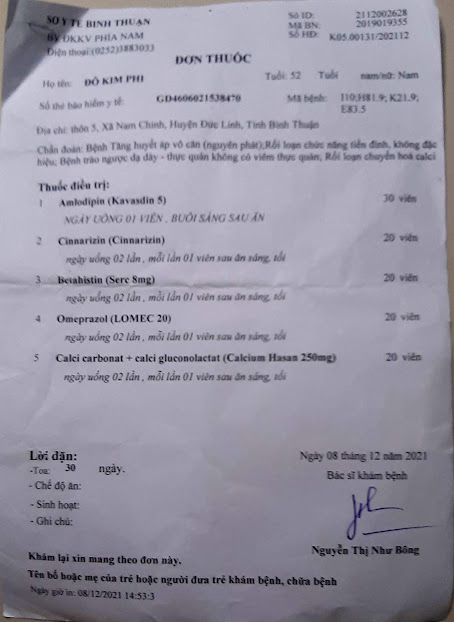 SỞ Y TẾ BÌNH THUẬN
BV ĐKKV PHÍA NAM
Điện thoại:(0252)3883033
Số ID: 2112002628
Mã BN: 2019019355
Số HD: K05.00131/202112
ĐƠN THUỐC
Họ tên: ĐỖ KIM PHI Tuổi: 52 Tuổi nam/nữ: Nam
Số thẻ bảo hiểm y tế: GD4606021538470 Mã bệnh: I10;H81.9; K21.9;
E83.5
Địa chỉ: thôn 5, Xã Nam Chính, Huyện Đức Linh, Tỉnh Bình Thuận
Chẩn đoán: Bệnh Tăng huyết áp vô căn (nguyên phát);Rối loạn chức năng tiền đình, không đặc
hiệu; Bệnh trào ngược dạ dày - thực quản không có viêm thực quản; Rối loạn chuyển hoá calci
Thuốc điều trị:
1 Amlodipin (Kavasdin 5) 30 viên
NGÀY UỐNG 01 VIÊN , BUỔI SÁNG SAU ĂN
2 Cinnarizin (Cinnarizin) 20 viên
ngày uống 02 lần , mỗi lần 01 viên sau ăn sáng, tối
3 Betahistin (Serc 8mg) 20 viên
ngày uống 02 lần , mỗi lần 01 viên sau ăn sáng, tối
4 Omeprazol (LOMEC 20) 20 viên
ngày uống 02 lần , mỗi lần 01 viên sau ăn sáng, tối
5 Calci carbonat + calci gluconolactat (Calcium Hasan 250mg) 20 viên
ngày uống 02 lần , mỗi lần 01 viên sau ăn sáng, tối
Lời dặn:
-Toa: 30 ngày.
- Chế độ ăn:
- Sinh hoạt:
- Ghi chú:
Ngày 08 tháng 12 năm 2021
Bác sĩ khám bệnh
Nguyễn Thị Như Bông
Khám lại xin mang theo đơn này.
Tên bố hoặc mẹ của trẻ hoặc người đưa trẻ khám bệnh, chữa bệnh
Ngày giờ in: 08/12/2021 14:53:3